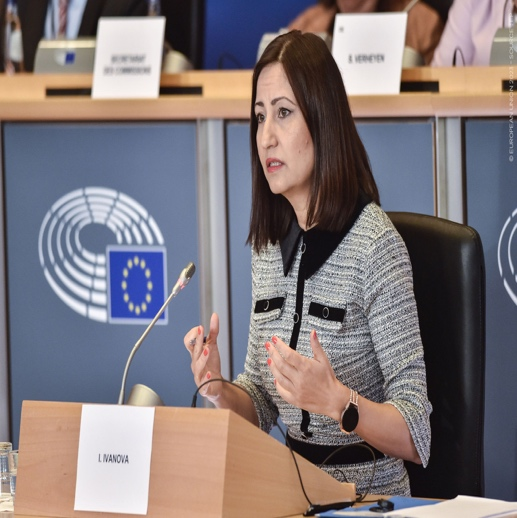 SECRETARIAT
DES COMMISSIONS
B. VERHEYEN
I. IVANOVA
© EUROPEAN UNION